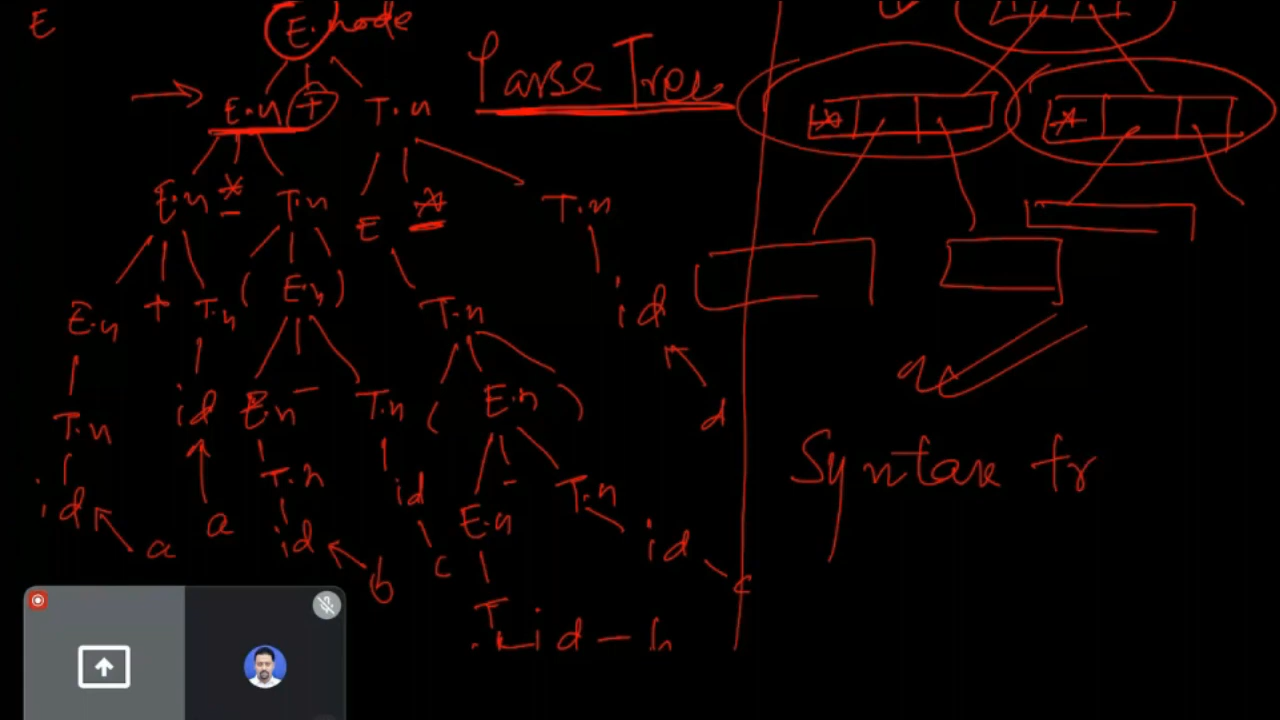 E E.node
Parse Tree
E.n + T.n
* *
E.n * T.n E * T.n
E.n + T.n ( E.n ) T.n id
T.n id E.n - T.n ( E.n ) d
id a T.n id E.n - T.n
a id c id
b T id - b c
Syntax tr